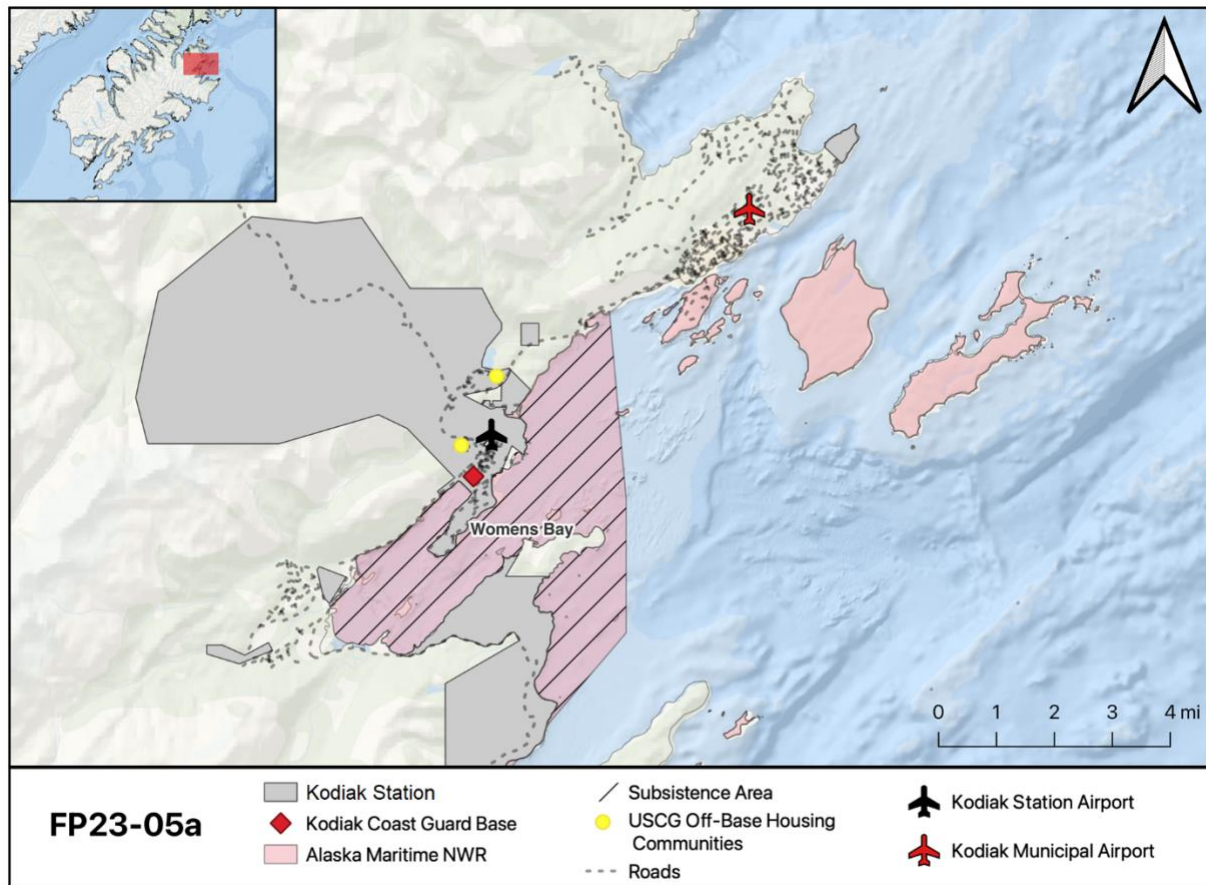 Womens Bay
0 1 2 3 4 mi
FP23-05a
Kodiak Station
Kodiak Coast Guard Base
Alaska Maritime NWR
Subsistence Area
USCG Off-Base Housing
Communities
Roads
Kodiak Station Airport
Kodiak Municipal Airport